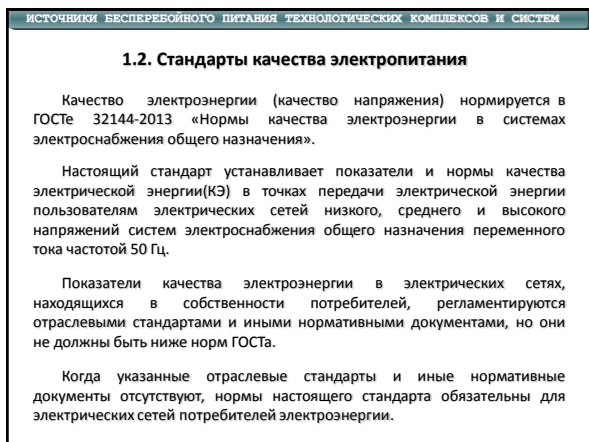 ИСТОЧНИКИ БЕСПЕРЕБОЙНОГО ПИТАНИЯ ТЕХНОЛОГИЧЕСКИХ КОМПЛЕКСОВ И СИСТЕМ
1.2. Стандарты качества электропитания
Качество электроэнергии (качество напряжения) нормируется в
ГОСТе 32144-2013 «Нормы качества электроэнергии в системах
электроснабжения общего назначения».
Настоящий стандарт устанавливает показатели и нормы качества
электрической энергии(КЭ) в точках передачи электрической энергии
пользователям электрических сетей низкого, среднего и высокого
напряжений систем электроснабжения общего назначения переменного
тока частотой 50 Гц.
Показатели качества электроэнергии в электрических сетях,
находящихся в собственности потребителей, регламентируются
отраслевыми стандартами и иными нормативными документами, но они
не должны быть ниже норм ГОСТа.
Когда указанные отраслевые стандарты и иные нормативные
документы отсутствуют, нормы настоящего стандарта обязательны для
электрических сетей потребителей электроэнергии.